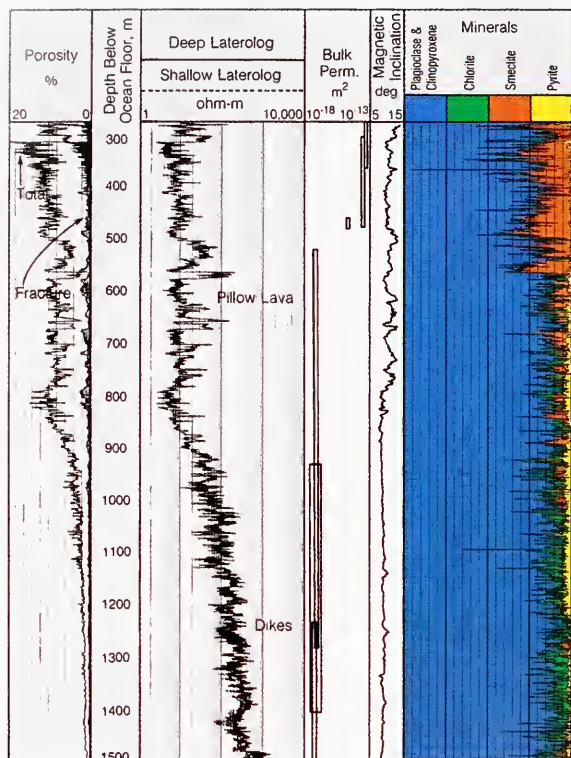 Porosity
%
20 0
Depth Below
Ocean Floor, m
Deep Laterolog
Shallow Laterolog
ohm-m
1 10,000
Bulk
Perm.
m²
10⁻¹⁸ 10⁻¹³
Magnetic
Inclination
deg
5 15
Minerals
Plagioclase &
Clinopyroxene
Chlorite
Smectite
Pyrite
300
400
500
600
700
800
900
1000
1100
1200
1300
1400
1500
Total
Fracture
Pillow Lava
Dikes